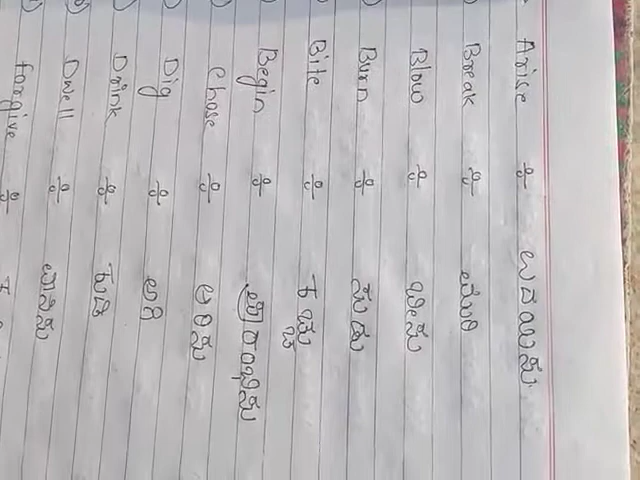 Arise ಉದಯಿಸು
Break ಮುರಿ
Blow ಬೀಸು
Burn ಸುಡು
Bite ಕಚ್ಚು
Begin ಪ್ರಾರಂಭಿಸು
Chose ಆರಿಸು
Dig ಅಗಿ
Drink ಕುಡಿ
Dwell ವಾಸಿಸು
forgive